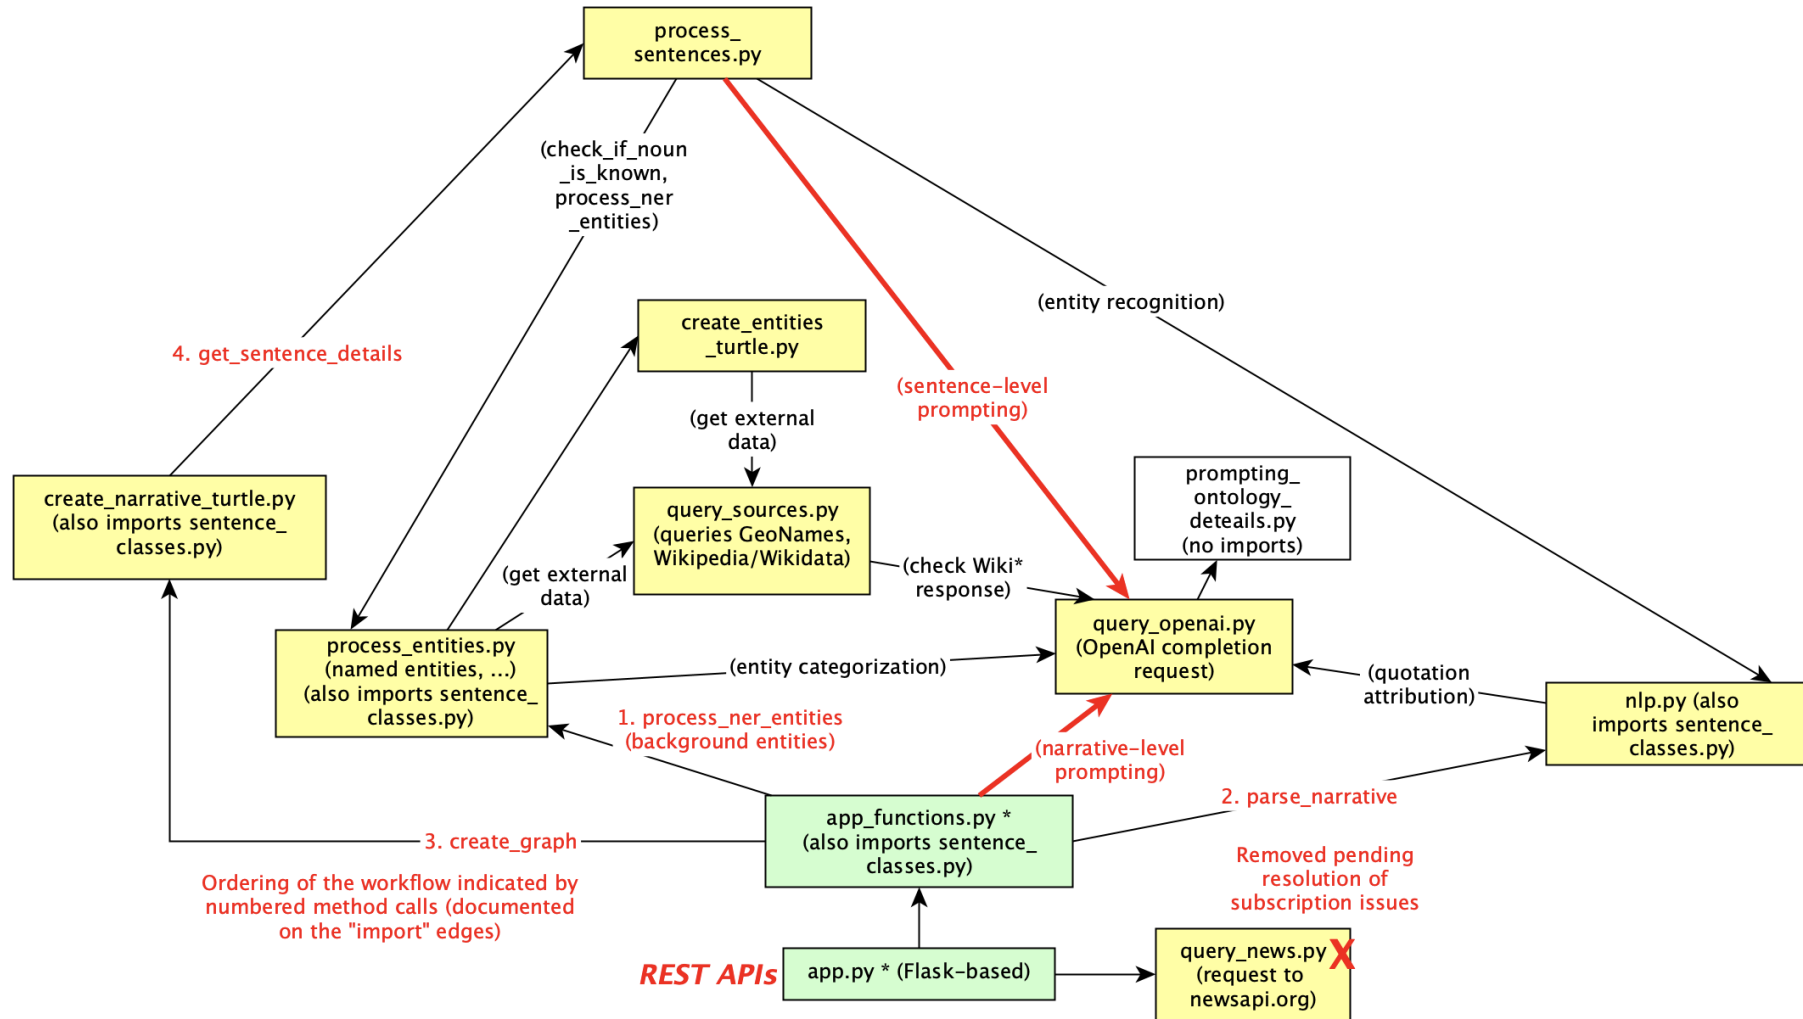 process_
sentences.py
(check_if_noun
_is_known,
process_ner
_entities)
(entity recognition)
create_entities
_turtle.py
4. get_sentence_details
(sentence-level
prompting)
(get external
data)
prompting_
ontology_
deteails.py
(no imports)
create_narrative_turtle.py
(also imports sentence_
classes.py)
query_sources.py
(queries GeoNames,
Wikipedia/Wikidata)
(get external
data)
(check Wiki*
response)
query_openai.py
(OpenAI completion
request)
process_entities.py
(named entities, ...)
(also imports sentence_
classes.py)
(entity categorization)
(quotation
attribution)
nlp.py (also
imports sentence_
classes.py)
1. process_ner_entities
(background entities)
(narrative-level
prompting)
2. parse_narrative
app_functions.py *
(also imports sentence_
classes.py)
3. create_graph
Ordering of the workflow indicated by
numbered method calls (documented
on the "import" edges)
Removed pending
resolution of
subscription issues
REST APIs
app.py * (Flask-based)
query_news.py
(request to
newsapi.org)
X